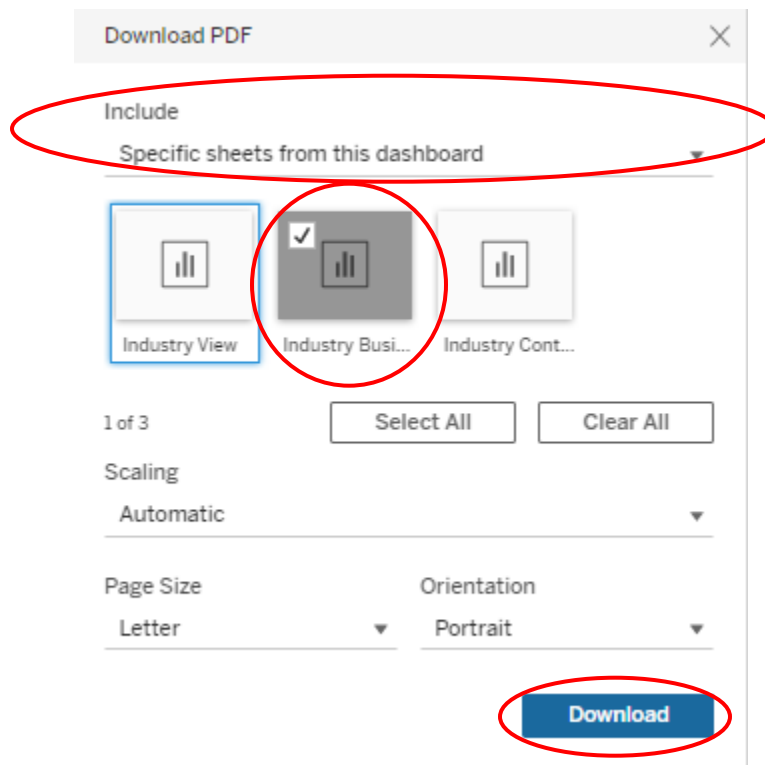 Download PDF
Include
Specific sheets from this dashboard
Industry View Industry Busi... Industry Cont...
1 of 3 Select All Clear All
Scaling
Automatic
Page Size Orientation
Letter Portrait
Download